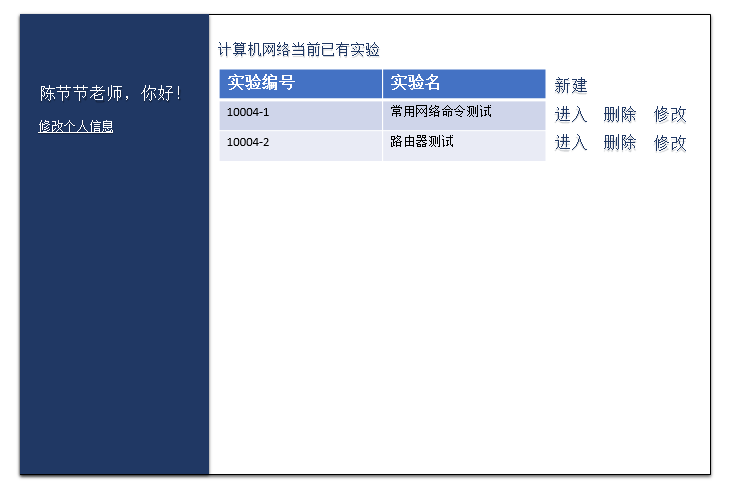 陈节节老师，你好！
修改个人信息
计算机网络当前已有实验
实验编号 实验名 新建
10004-1 常用网络命令测试 进入 删除 修改
10004-2 路由器测试 进入 删除 修改